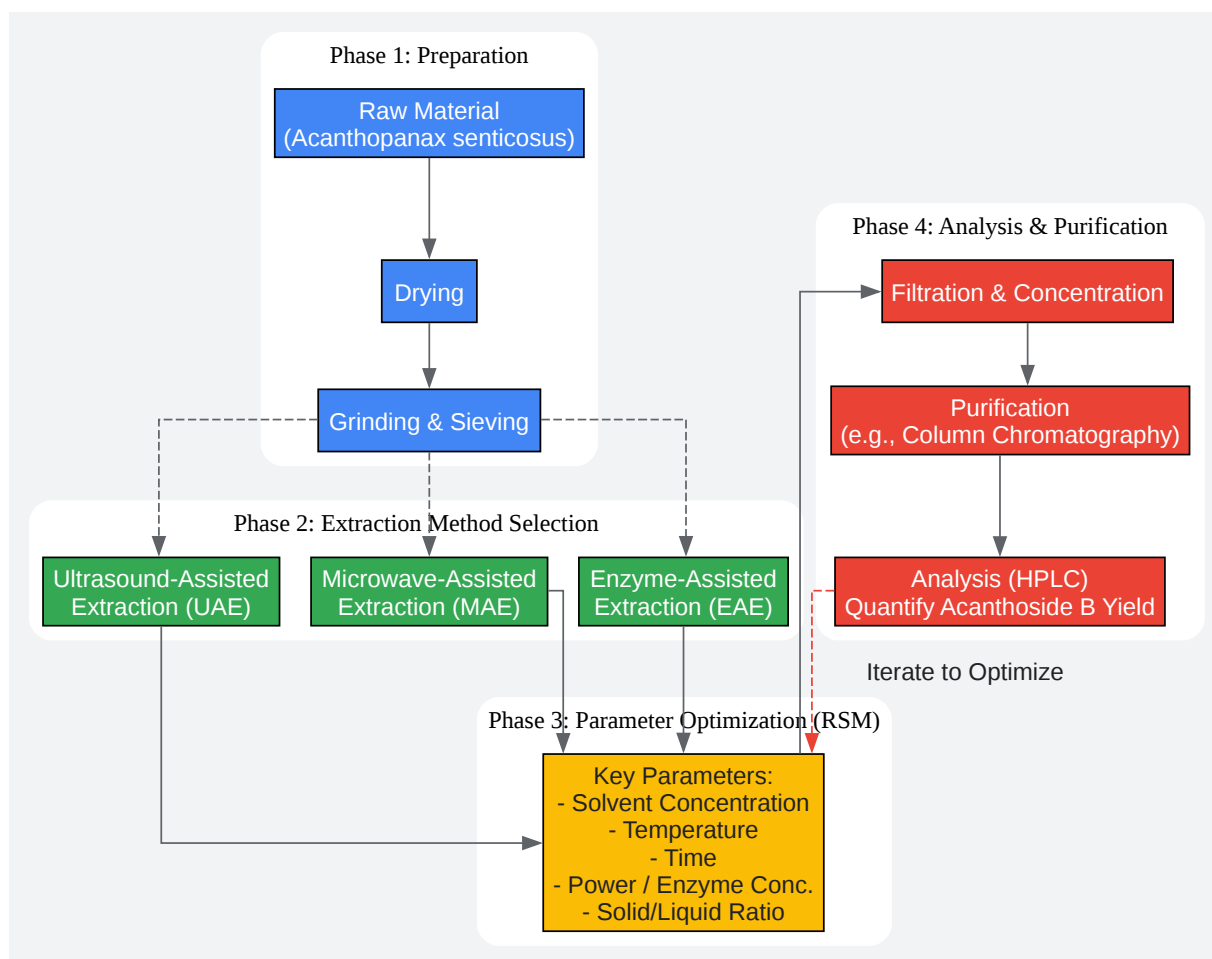 Phase 1: Preparation
Raw Material
(Acanthopanax senticosus)
Drying
Grinding & Sieving
Phase 2: Extraction Method Selection
Ultrasound-Assisted
Extraction (UAE)
Microwave-Assisted
Extraction (MAE)
Enzyme-Assisted
Extraction (EAE)
Phase 3: Parameter Optimization (RSM)
Key Parameters:
- Solvent Concentration
- Temperature
- Time
- Power / Enzyme Conc.
- Solid/Liquid Ratio
Phase 4: Analysis & Purification
Filtration & Concentration
Purification
(e.g., Column Chromatography)
Analysis (HPLC)
Quantify Acanthoside B Yield
Iterate to Optimize